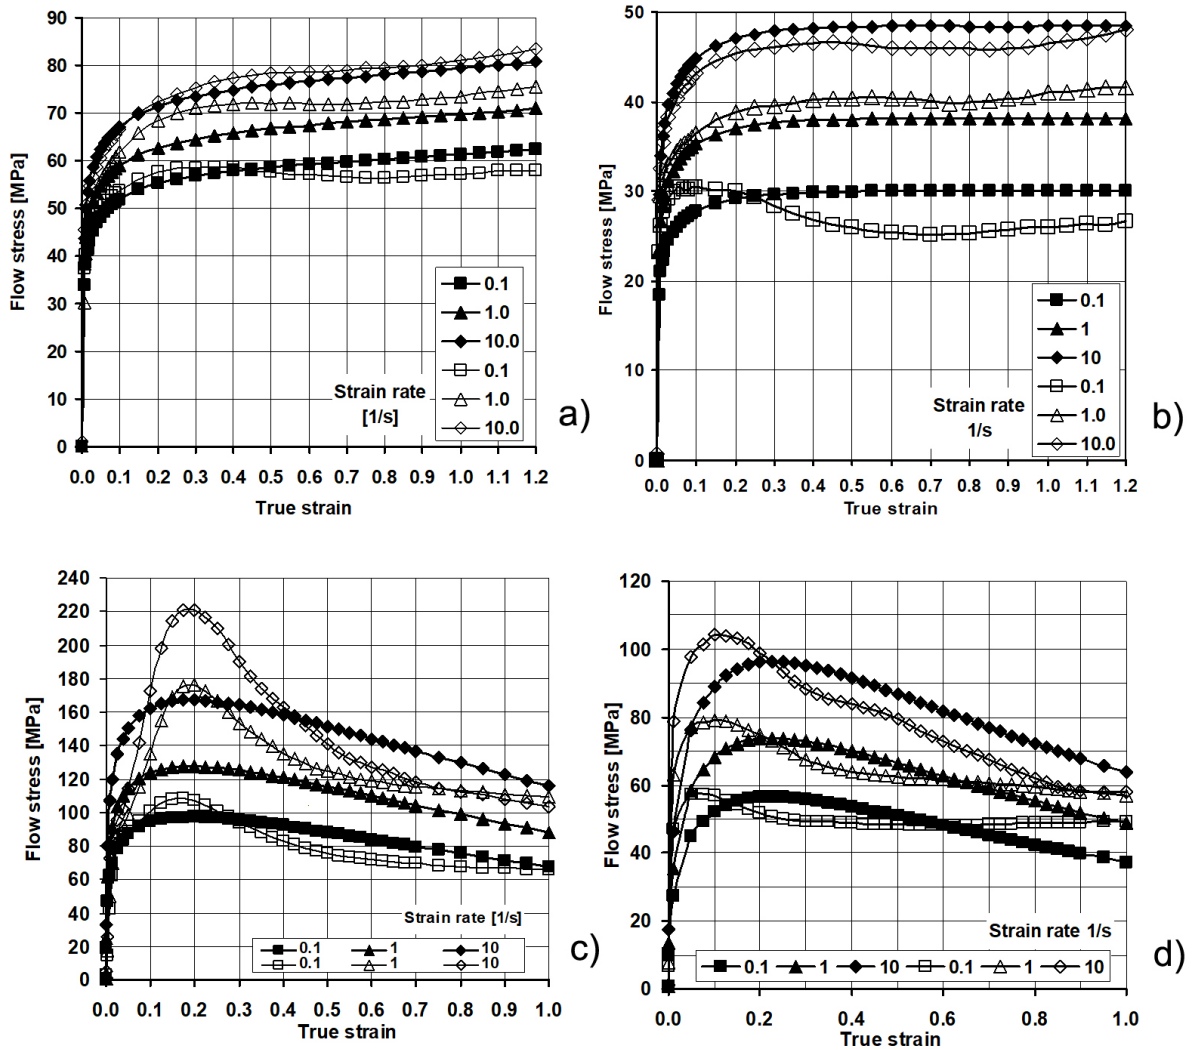 90
80
70
60
50
40
30
20
10
0
Flow stress [MPa]
0.1
1.0
10.0
0.1
1.0
10.0
Strain rate
[1/s]
a)
0.0 0.1 0.2 0.3 0.4 0.5 0.6 0.7 0.8 0.9 1.0 1.1 1.2
True strain
50
40
30
20
10
0
Flow stress [MPa]
0.1
1
10
0.1
1.0
10.0
Strain rate
1/s
b)
0.0 0.1 0.2 0.3 0.4 0.5 0.6 0.7 0.8 0.9 1.0 1.1 1.2
True strain
240
220
200
180
160
140
120
100
80
60
40
20
0
Flow stress [MPa]
Strain rate [1/s]
0.1 1 10
0.1 1 10
c)
0.0 0.1 0.2 0.3 0.4 0.5 0.6 0.7 0.8 0.9 1.0
True strain
120
100
80
60
40
20
0
Flow stress [MPa]
Strain rate 1/s
0.1 1 10 0.1 1 10
d)
0.0 0.2 0.4 0.6 0.8 1.0
True strain